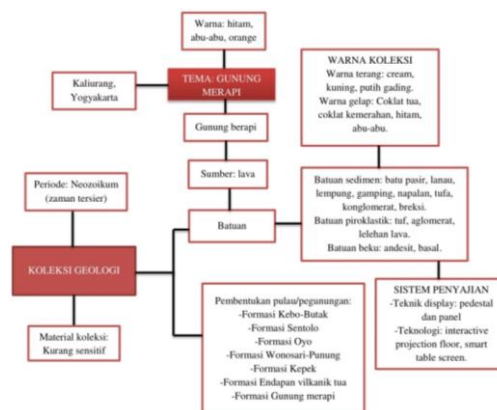 Warna: hitam,
abu-abu, orange
Kaliurang,
Yogyakarta
TEMA: GUNUNG
MERAPI
WARNA KOLEKSI
Warna terang: cream,
kuning, putih gading.
Warna gelap: Coklat tua,
coklat kemerahan, hitam,
abu-abu.
Gunung berapi
Sumber: lava
Periode: Neozoikum
(zaman tersier)
Batuan
Batuan sedimen: batu pasir, lanau,
lempung, gamping, napalan, tufa,
konglomerat, breksi.
Batuan piroklastik: tuf, aglomerat,
lelehan lava.
Batuan beku: andesit, basal.
KOLEKSI GEOLOGI
Material koleksi:
Kurang sensitif
Pembentukan pulau/pegunungan:
-Formasi Kebo-Butak
-Formasi Sentolo
-Formasi Oyo
-Formasi Wonosari-Punung
-Formasi Kepek
-Formasi Endapan vilkanik tua
-Formasi Gunung merapi
SISTEM PENYAJIAN
-Teknik display: pedestal
dan panel
-Teknologi: interactive
projection floor, smart
table screen.